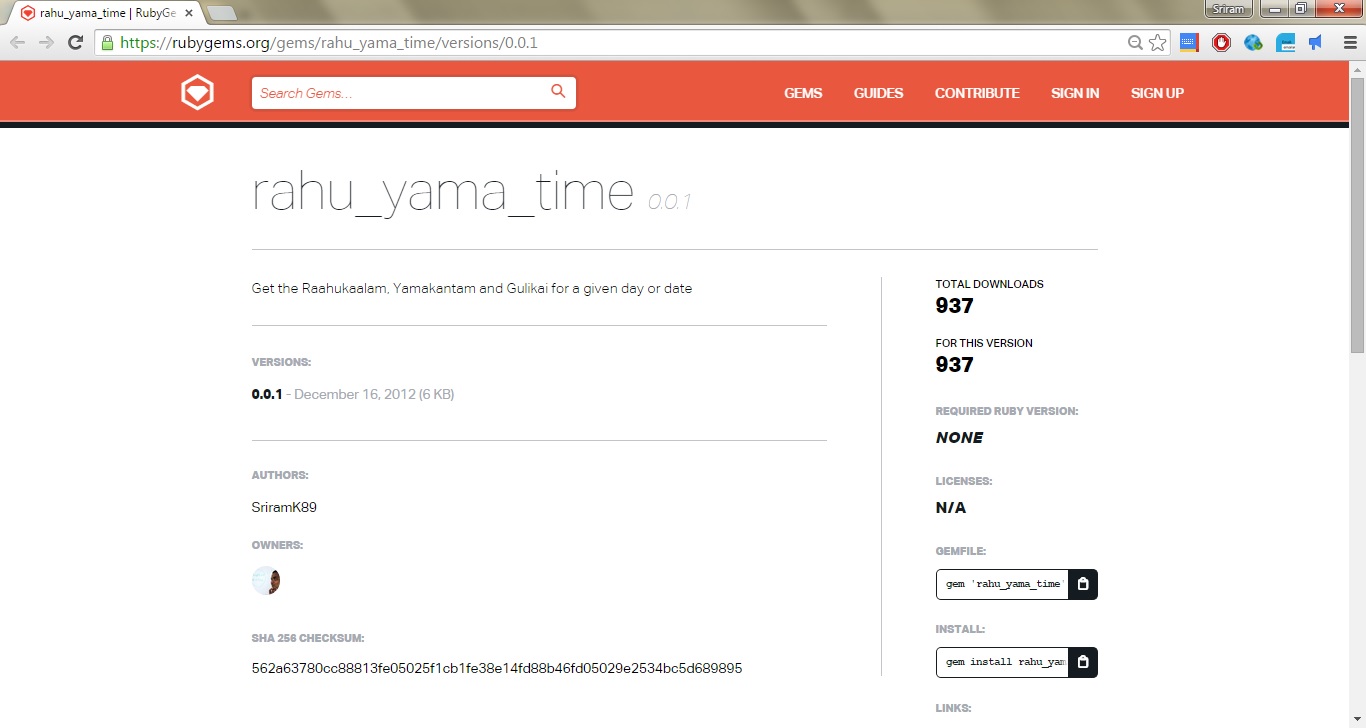 rahu_yama_time | RubyGe
Sriram
https://rubygems.org/gems/rahu_yama_time/versions/0.0.1
Search Gems...
GEMS GUIDES CONTRIBUTE SIGN IN SIGN UP
rahu_yama_time 0.0.1
Get the Raahukaalam, Yamakantam and Gulikai for a given day or date
VERSIONS:
0.0.1 - December 16, 2012 (6 KB)
AUTHORS:
SriramK89
OWNERS:
SHA 256 CHECKSUM:
562a63780cc88813fe05025f1cb1fe38e14fd88b46fd05029e2534bc5d689895
TOTAL DOWNLOADS
937
FOR THIS VERSION
937
REQUIRED RUBY VERSION:
NONE
LICENSES:
N/A
GEMFILE:
gem 'rahu_yama_time'
INSTALL:
gem install rahu_yam
LINKS: